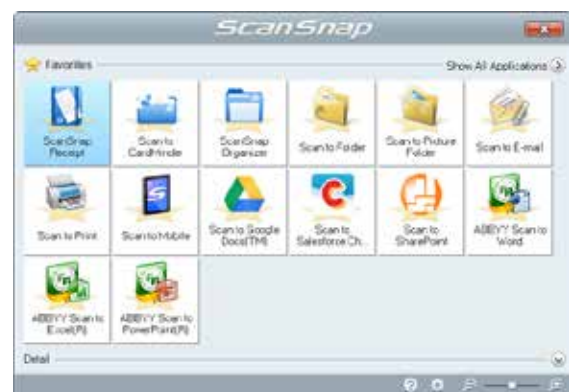 ScanSnap
Favorites
Show All Applications
ScanSnap
Receipt
Scan to
CardMinder
ScanSnap
Organizer
Scan to Folder
Scan to Picture
Folder
Scan to E-mail
Scan to Print
Scan to Mobile
Scan to Google
Docs(TM)
Scan to
Salesforce Ch...
Scan to
SharePoint
ABBYY Scan to
Word
ABBYY Scan to
Excel(R)
ABBYY Scan to
PowerPoint(R)
Detail